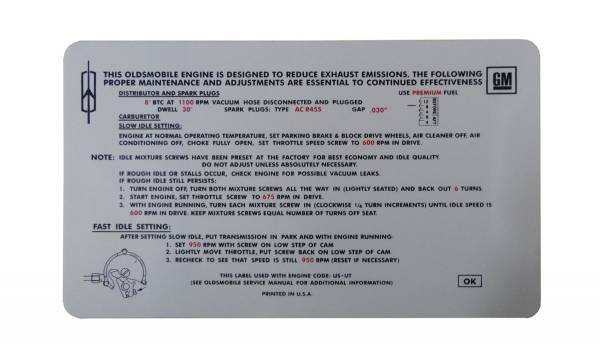 THIS OLDSMOBILE ENGINE IS DESIGNED TO REDUCE EXHAUST EMISSIONS. THE FOLLOWING
PROPER MAINTENANCE AND ADJUSTMENTS ARE ESSENTIAL TO CONTINUED EFFECTIVENESS
GM
DISTRIBUTOR AND SPARK PLUGS
USE PREMIUM FUEL
8° BTC AT 1100 RPM VACUUM HOSE DISCONNECTED AND PLUGGED
DWELL 30° SPARK PLUGS: TYPE AC R45S GAP .030"
CARBURETOR
SLOW IDLE SETTING:
ENGINE AT NORMAL OPERATING TEMPERATURE, SET PARKING BRAKE & BLOCK DRIVE WHEELS, AIR CLEANER OFF, AIR
CONDITIONING OFF, CHOKE FULLY OPEN, SET THROTTLE SPEED SCREW TO 600 RPM IN DRIVE.
NOTE: IDLE MIXTURE SCREWS HAVE BEEN PRESET AT THE FACTORY FOR BEST ECONOMY AND IDLE QUALITY.
DO NOT ADJUST UNLESS ABSOLUTELY NECESSARY.
IF ROUGH IDLE OR STALLS OCCUR, CHECK ENGINE FOR POSSIBLE VACUUM LEAKS.
IF ROUGH IDLE STILL PERSISTS:
1. TURN ENGINE OFF, TURN BOTH MIXTURE SCREWS ALL THE WAY IN (LIGHTLY SEATED) AND BACK OUT 6 TURNS.
2. START ENGINE, SET THROTTLE SCREW TO 675 RPM IN DRIVE.
3. WITH ENGINE RUNNING, TURN EACH MIXTURE SCREW IN (CLOCKWISE 1/4 TURN INCREMENTS) UNTIL IDLE SPEED IS
600 RPM IN DRIVE. KEEP MIXTURE SCREWS EQUAL NUMBER OF TURNS OFF SEAT.
FAST IDLE SETTING:
AFTER SETTING SLOW IDLE, PUT TRANSMISSION IN PARK AND WITH ENGINE RUNNING:
1. SET 950 RPM WITH SCREW ON LOW STEP OF CAM
2. LIGHTLY MOVE THROTTLE, PUT SCREW BACK ON LOW STEP OF CAM
3. RECHECK TO SEE THAT SPEED IS STILL 950 RPM (RESET IF NECESSARY)
THIS LABEL USED WITH ENGINE CODE: US-UT
(SEE OLDSMOBILE SERVICE MANUAL FOR ADDITIONAL INFORMATION)
OK
PRINTED IN U.S.A